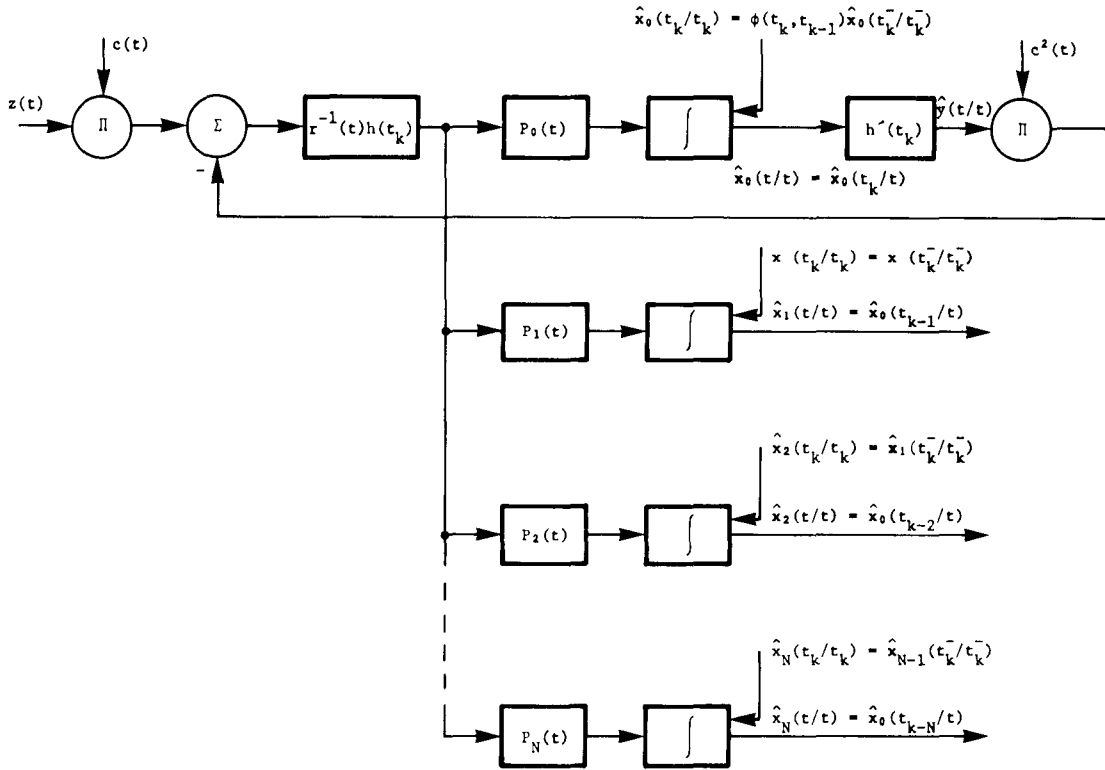 x̂₀(t_k/t_k) = φ(t_k,t_{k-1})x̂₀(t_k⁻/t_k⁻)
c(t)
c²(t)
z(t)
Π
Σ
r⁻¹(t)h(t_k)
P₀(t)
∫
h´(t_k)
ŷ(t/t)
Π
-
x̂₀(t/t) = x̂₀(t_k/t)
x (t_k/t_k) = x (t_k⁻/t_k⁻)
P₁(t)
∫
x̂₁(t/t) = x̂₀(t_{k-1}/t)
x̂₂(t_k/t_k) = x̂₁(t_k⁻/t_k⁻)
P₂(t)
∫
x̂₂(t/t) = x̂₀(t_{k-2}/t)
x̂_N(t_k/t_k) = x̂_{N-1}(t_k⁻/t_k⁻)
P_N(t)
∫
x̂_N(t/t) = x̂₀(t_{k-N}/t)